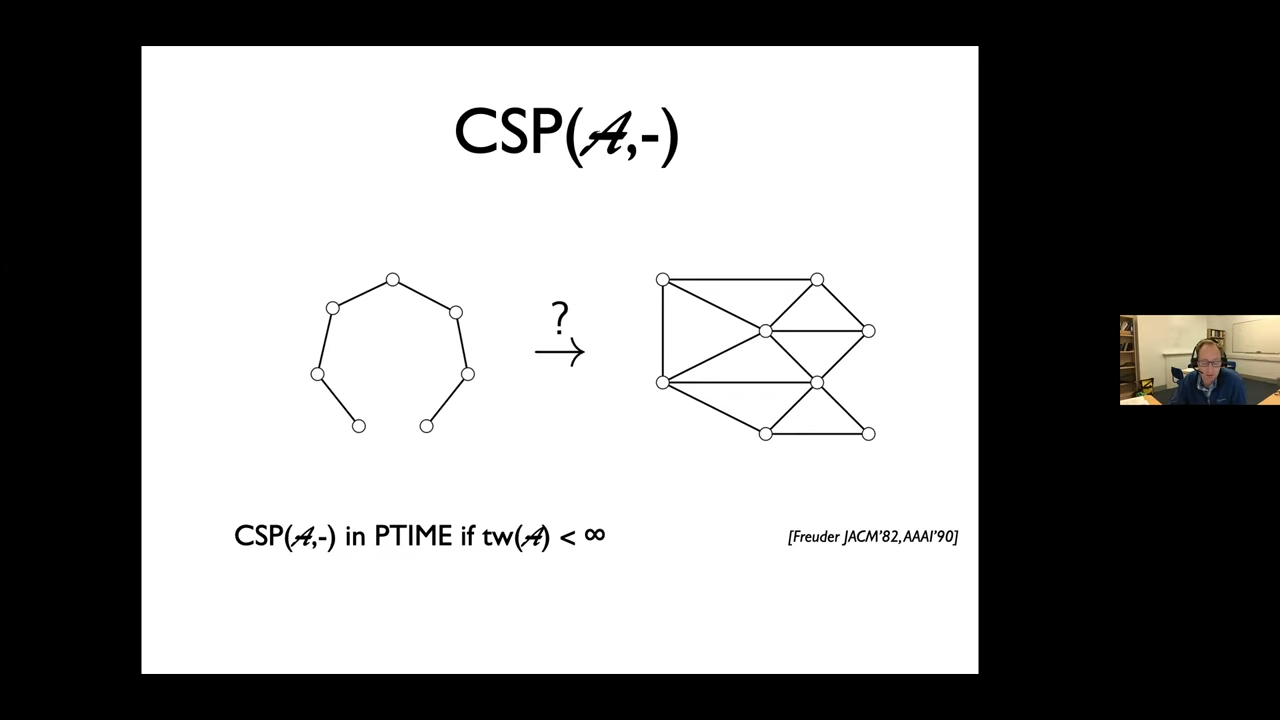 CSP(𝒜,-)
?
CSP(𝒜,-) in PTIME if tw(𝒜) < ∞
[Freuder JACM'82, AAAI'90]